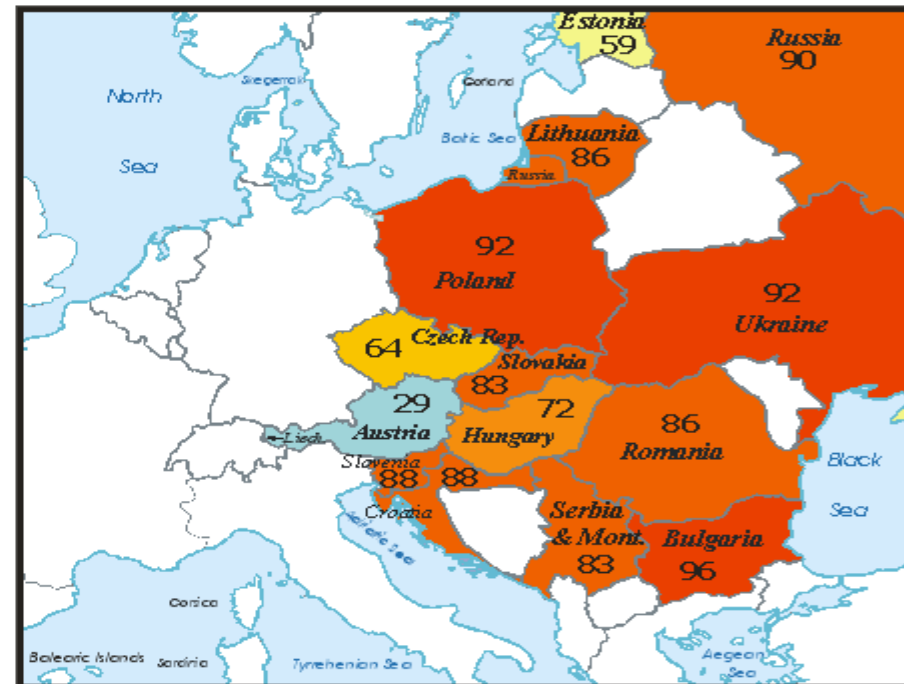 Estonia
59
Russia
90
North
Sea
Skagerrak
Gotland
Baltic Sea
Lithuania
86
Russia
92
Poland
92
Ukraine
64
Czech Rep.
Slovakia
83
29
Austria
Liech.
72
Hungary
86
Romania
Slovenia
88
88
Croatia
Adriatic Sea
Serbia
& Mont.
83
Bulgaria
96
Black
Sea
Corsica
Balearic Islands
Sardinia
Tyrrhenian Sea
Aegean
Sea